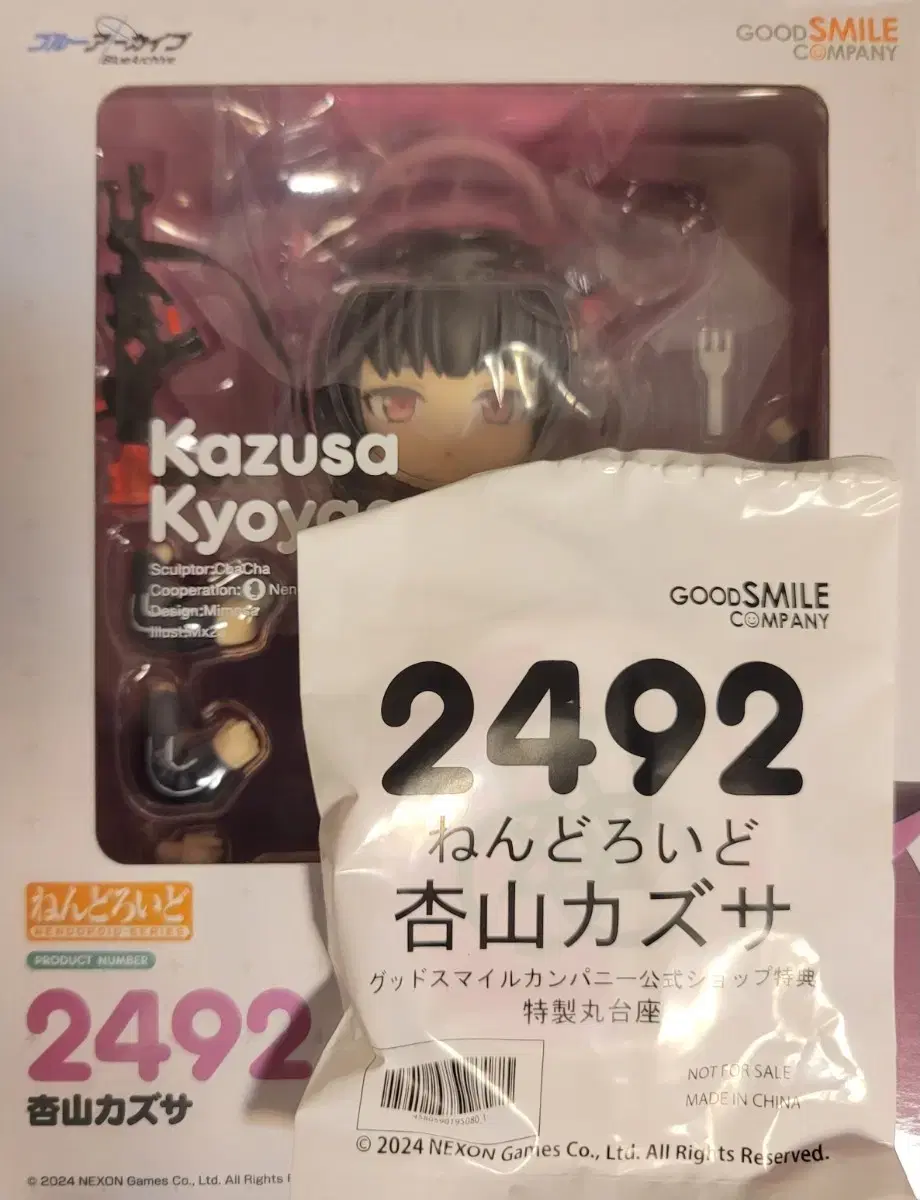 ブルーアーカイブ
Blue Archive
GOOD SMILE
COMPANY
Kazusa
Kyoya
Sculptor:ChaCha
Cooperation: Nen
Design:Mimosa
Illust:Mx2
GOOD SMILE
COMPANY
2492
ねんどろいど
杏山カズサ
グッドスマイルカンパニー公式ショップ特典
特製丸台座
NOT FOR SALE
MADE IN CHINA
© 2024 NEXON Games Co., Ltd. All Rights Reserved.
ねんどろいど
NENDOROID SERIES
PRODUCT NUMBER
2492
杏山カズサ
© 2024 NEXON Games Co., Ltd. All Rights